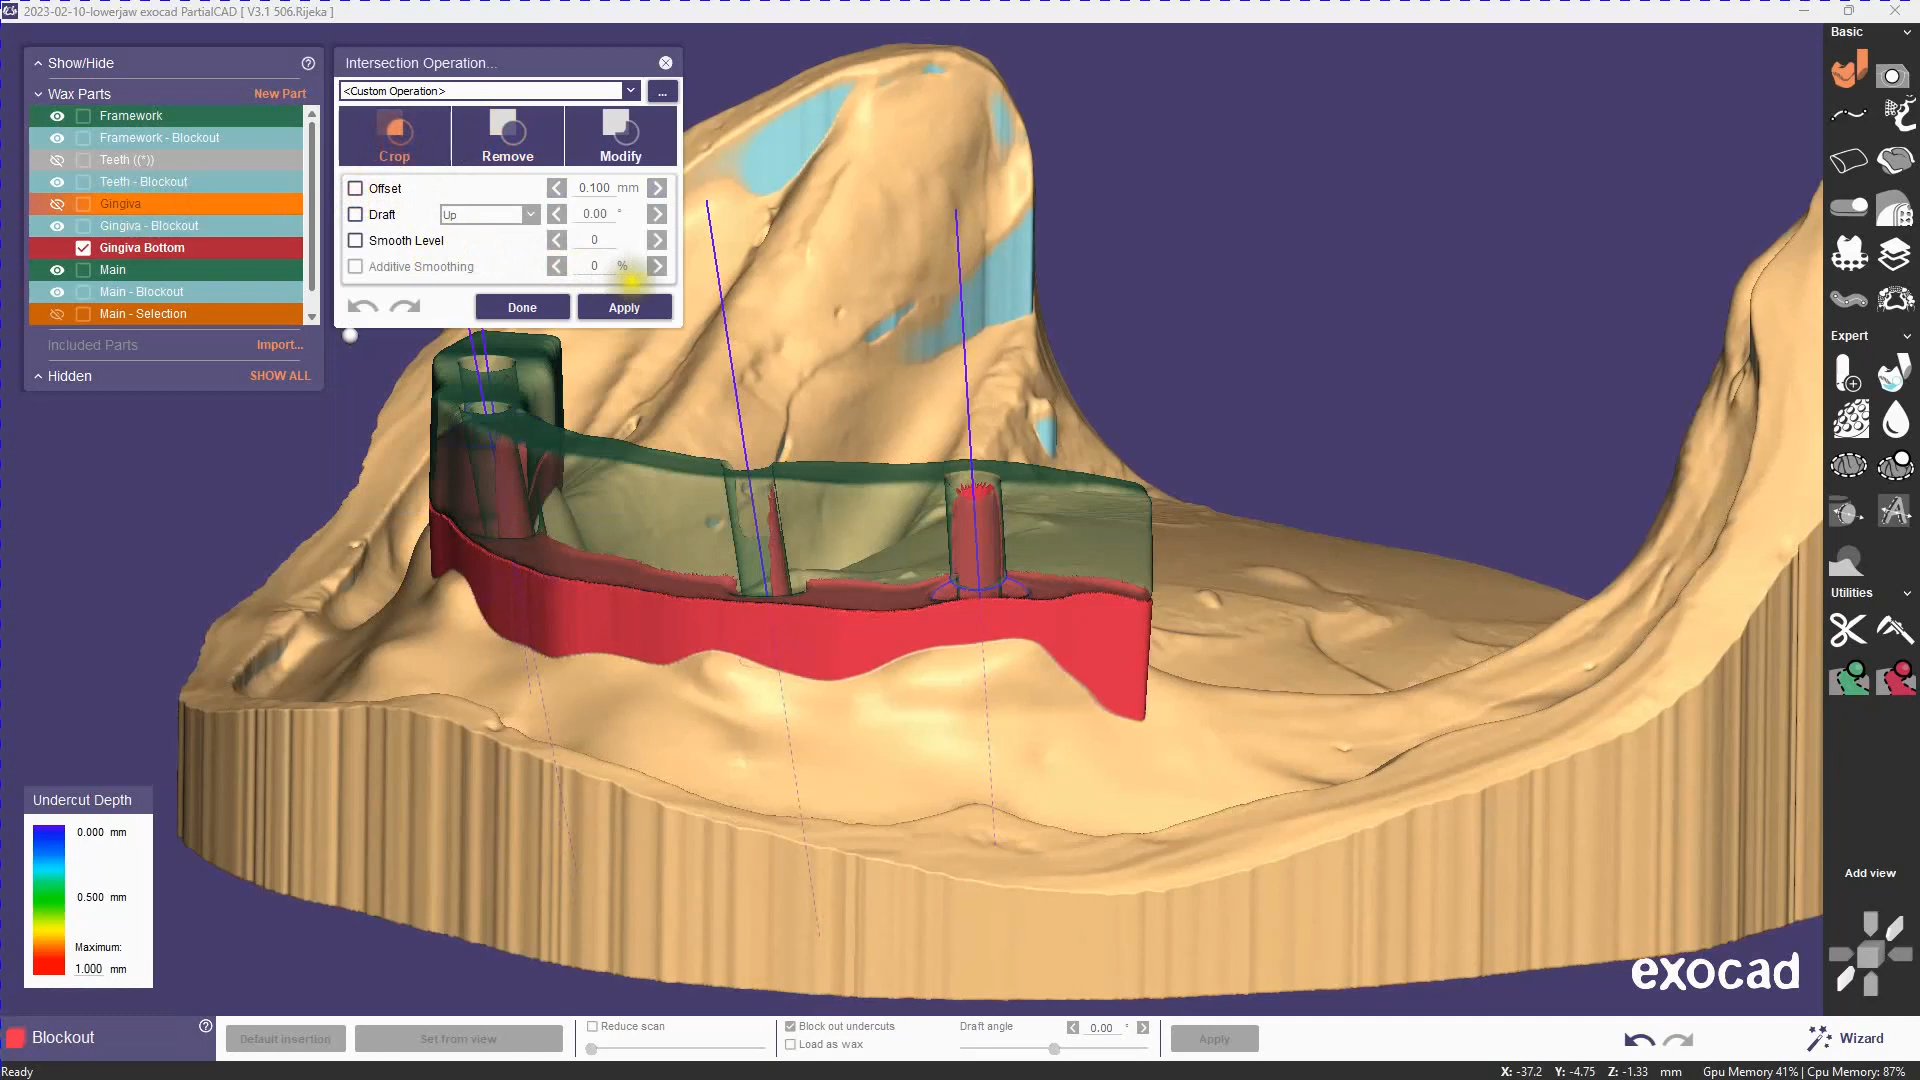 2023-02-10-lowerjaw exocad PartialCAD [ V3.1 506.Rijeka ]
Show/Hide
Wax Parts
New Part
Framework
Framework - Blockout
Teeth ((*))
Teeth - Blockout
Gingiva
Gingiva - Blockout
Gingiva Bottom
Main
Main - Blockout
Main - Selection
Included Parts
Import...
Hidden
SHOW ALL
Intersection Operation...
<Custom Operation>
...
Crop
Remove
Modify
Offset
0.100 mm
Draft
Up
0.00 °
Smooth Level
0
Additive Smoothing
0 %
Done
Apply
Basic
Expert
Utilities
Add view
Undercut Depth
0.000 mm
0.500 mm
Maximum:
1.000 mm
exocad
Blockout
Default insertion
Set from view
Reduce scan
Block out undercuts
Load as wax
Draft angle
0.00 °
Apply
Wizard
Ready
X: -37.2 Y: -4.75 Z: -1.33 mm
Gpu Memory 41% | Cpu Memory: 87%